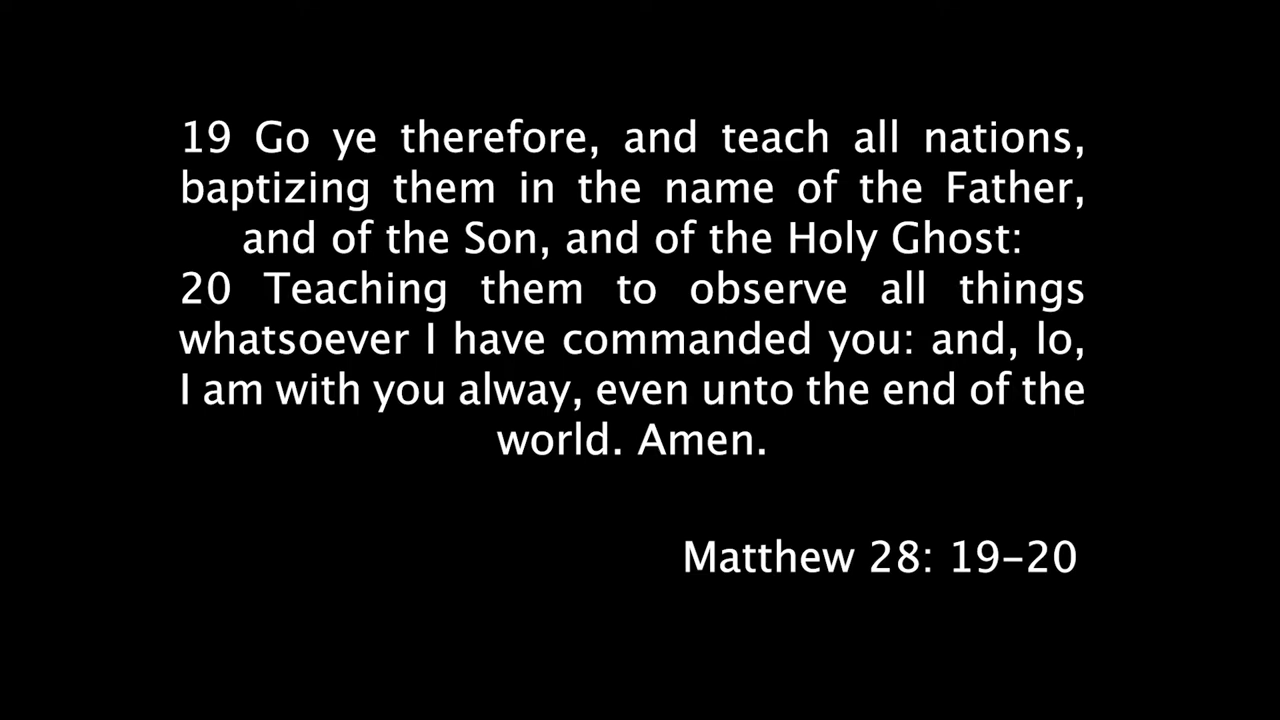 19 Go ye therefore, and teach all nations,
baptizing them in the name of the Father,
and of the Son, and of the Holy Ghost:
20 Teaching them to observe all things
whatsoever I have commanded you: and, lo,
I am with you alway, even unto the end of the
world. Amen.
Matthew 28: 19–20